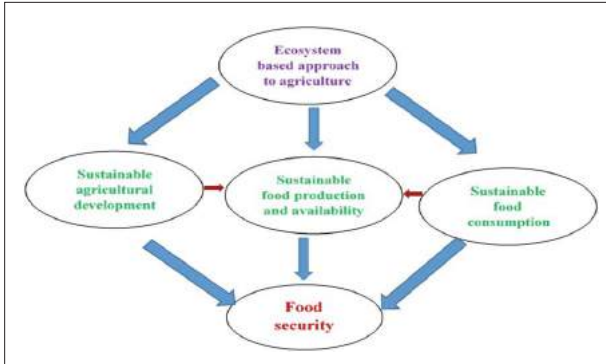 Ecosystem
based approach
to agriculture
Sustainable
agricultural
development
Sustainable
food production
and availability
Sustainable
food
consumption
Food
security